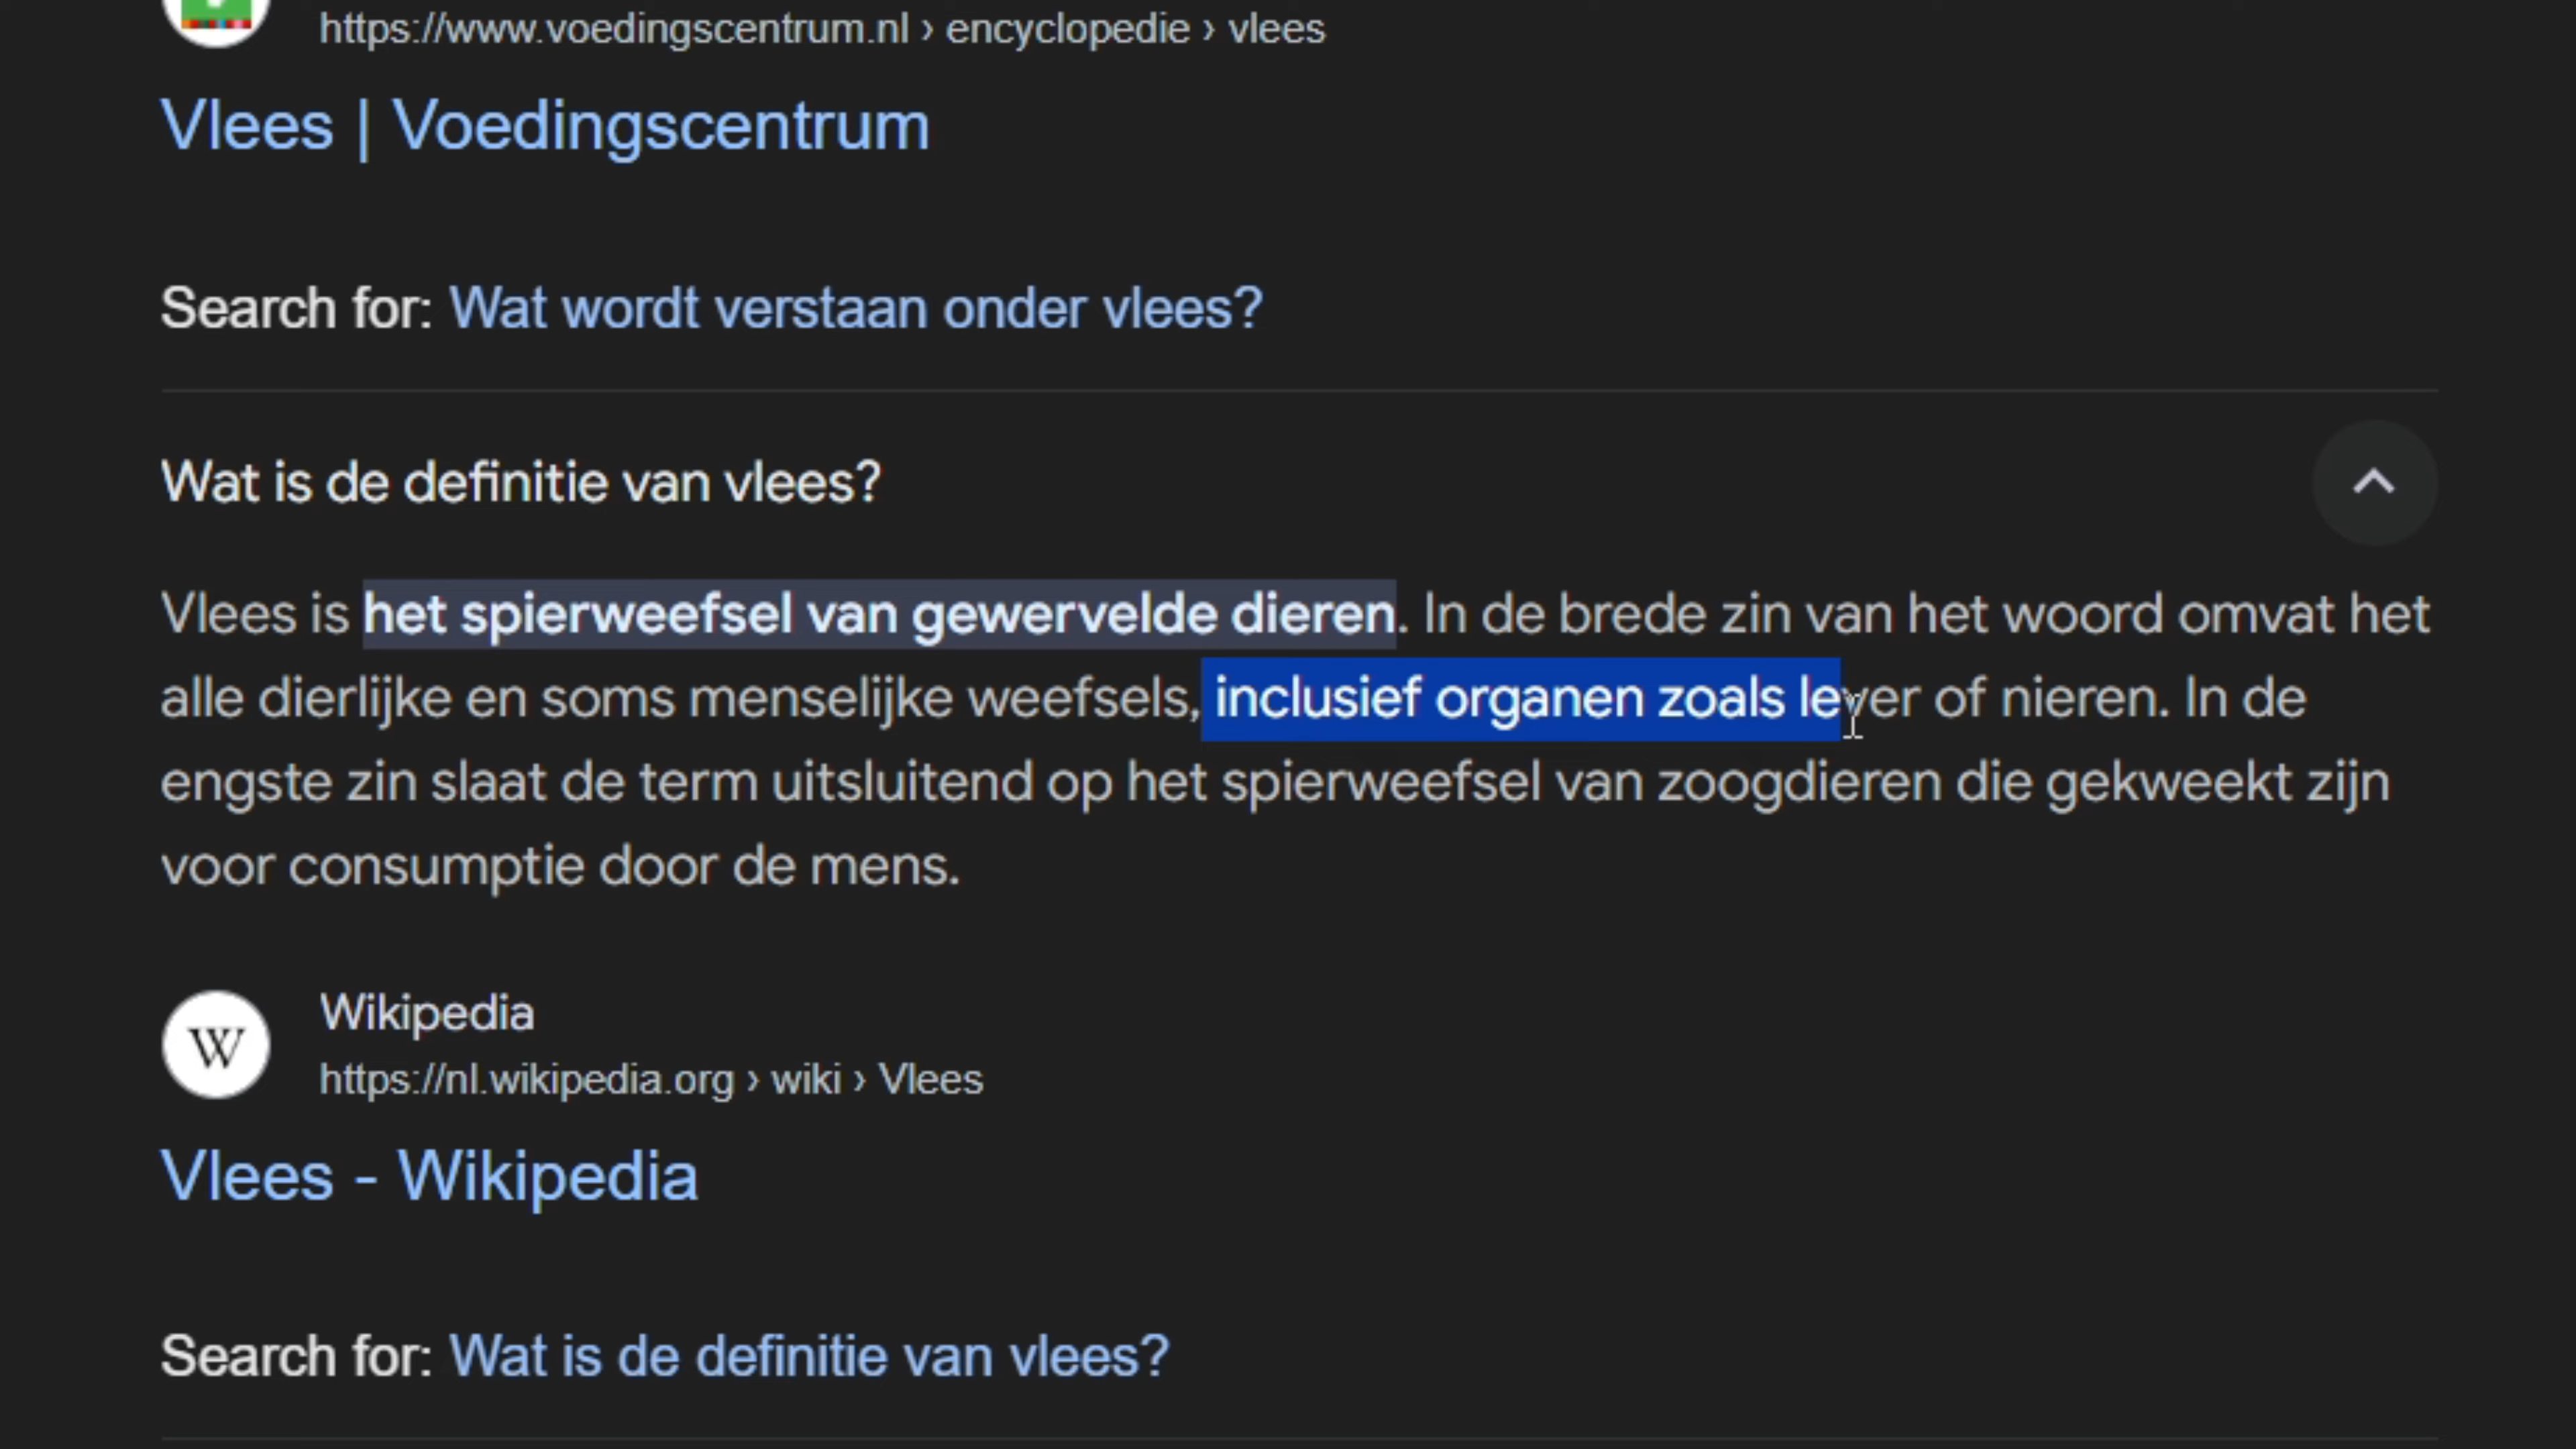 https://www.voedingscentrum.nl › encyclopedie › vlees
Vlees | Voedingscentrum
Search for: Wat wordt verstaan onder vlees?
Wat is de definitie van vlees?
Vlees is het spierweefsel van gewervelde dieren. In de brede zin van het woord omvat het
alle dierlijke en soms menselijke weefsels, inclusief organen zoals lever of nieren. In de
engste zin slaat de term uitsluitend op het spierweefsel van zoogdieren die gekweekt zijn
voor consumptie door de mens.
W
Wikipedia
https://nl.wikipedia.org › wiki › Vlees
Vlees - Wikipedia
Search for: Wat is de definitie van vlees?